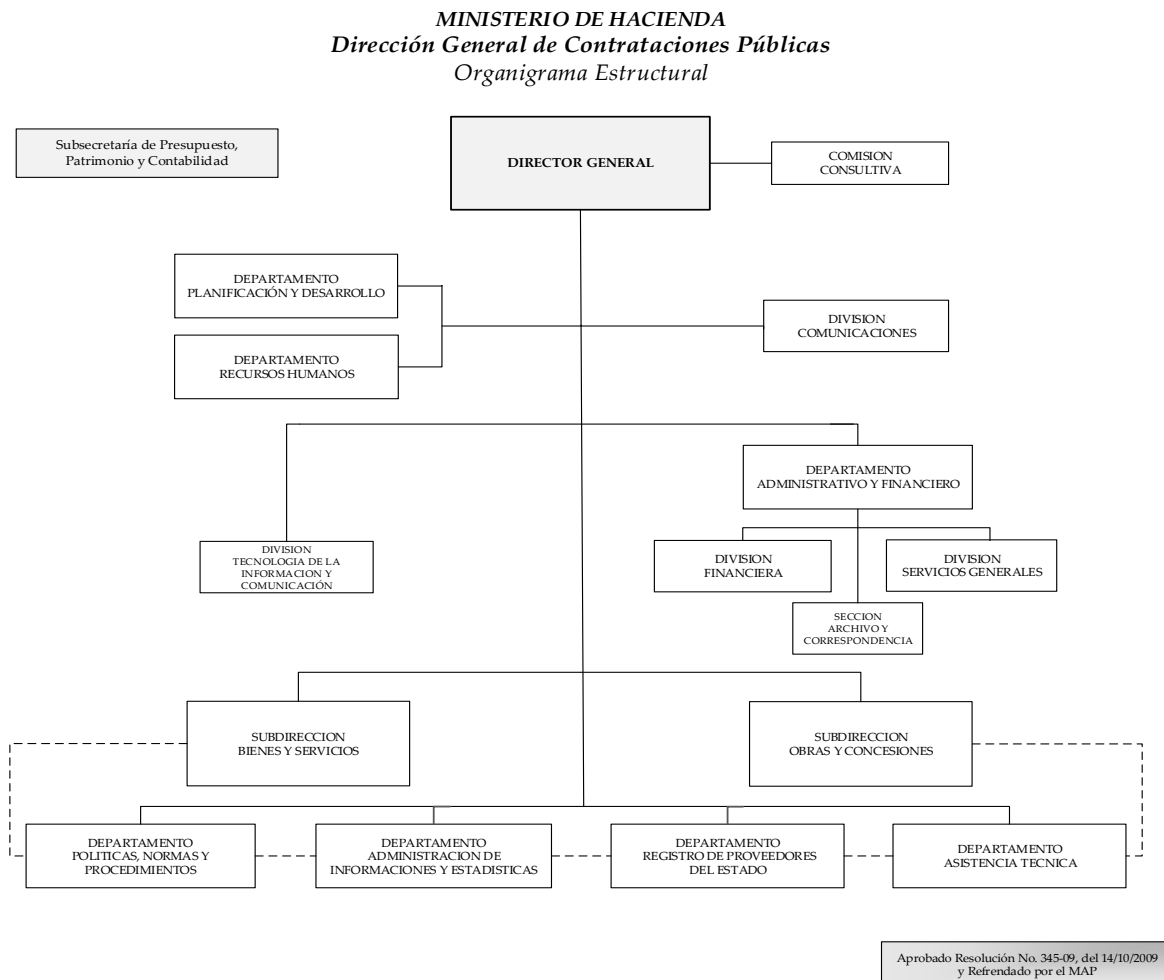 MINISTERIO DE HACIENDA
Dirección General de Contrataciones Públicas
Organigrama Estructural
Subsecretaría de Presupuesto,
Patrimonio y Contabilidad
DIRECTOR GENERAL
COMISION
CONSULTIVA
DEPARTAMENTO
PLANIFICACIÓN Y DESARROLLO
DIVISION
COMUNICACIONES
DEPARTAMENTO
RECURSOS HUMANOS
DEPARTAMENTO
ADMINISTRATIVO Y FINANCIERO
DIVISION
TECNOLOGIA DE LA
INFORMACION Y
COMUNICACIÓN
DIVISION
FINANCIERA
DIVISION
SERVICIOS GENERALES
SECCION
ARCHIVO Y
CORRESPONDENCIA
SUBDIRECCION
BIENES Y SERVICIOS
SUBDIRECCION
OBRAS Y CONCESIONES
DEPARTAMENTO
POLITICAS, NORMAS Y
PROCEDIMIENTOS
DEPARTAMENTO
ADMINISTRACION DE
INFORMACIONES Y ESTADISTICAS
DEPARTAMENTO
REGISTRO DE PROVEEDORES
DEL ESTADO
DEPARTAMENTO
ASISTENCIA TECNICA
Aprobado Resolución No. 345-09, del 14/10/2009
y Refrendado por el MAP